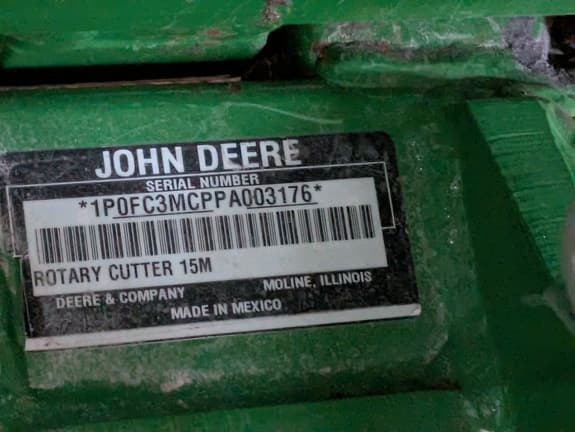 JOHN DEERE
SERIAL NUMBER
*1P0FC3MCPPA003176*
ROTARY CUTTER 15M
DEERE & COMPANY MOLINE, ILLINOIS
MADE IN MEXICO